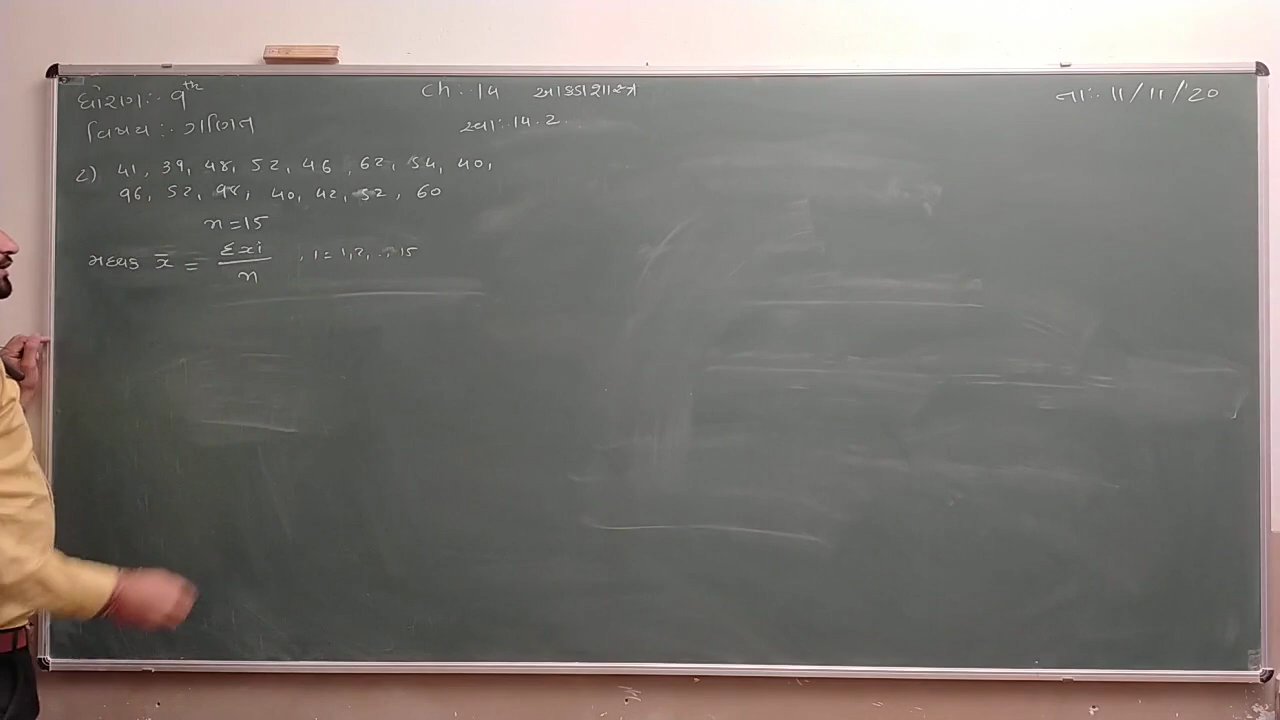 ધોરણ :- 9th
Ch :- 14 આંકડાશાસ્ત્ર
તા :- 11/11/'20
વિષય :- ગણિત
સ્વા :- 14.2
2) 41, 39, 48, 52, 46, 62, 54, 40,
96, 52, 98, 40, 42, 52, 60
n = 15
મધ્યક x̄ = Σxi / n , i = 1, 2, .., 15